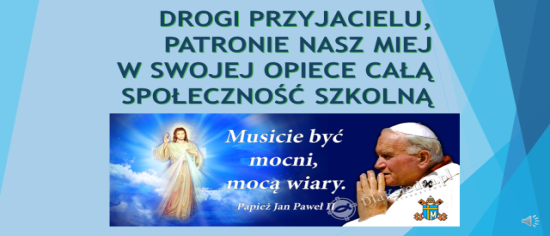 DROGI PRZYJACIELU,
PATRONIE NASZ MIEJ
W SWOJEJ OPIECE CAŁĄ
SPOŁECZNOŚĆ SZKOLNĄ
Musicie być
mocni,
mocą wiary.
Papież Jan Paweł II